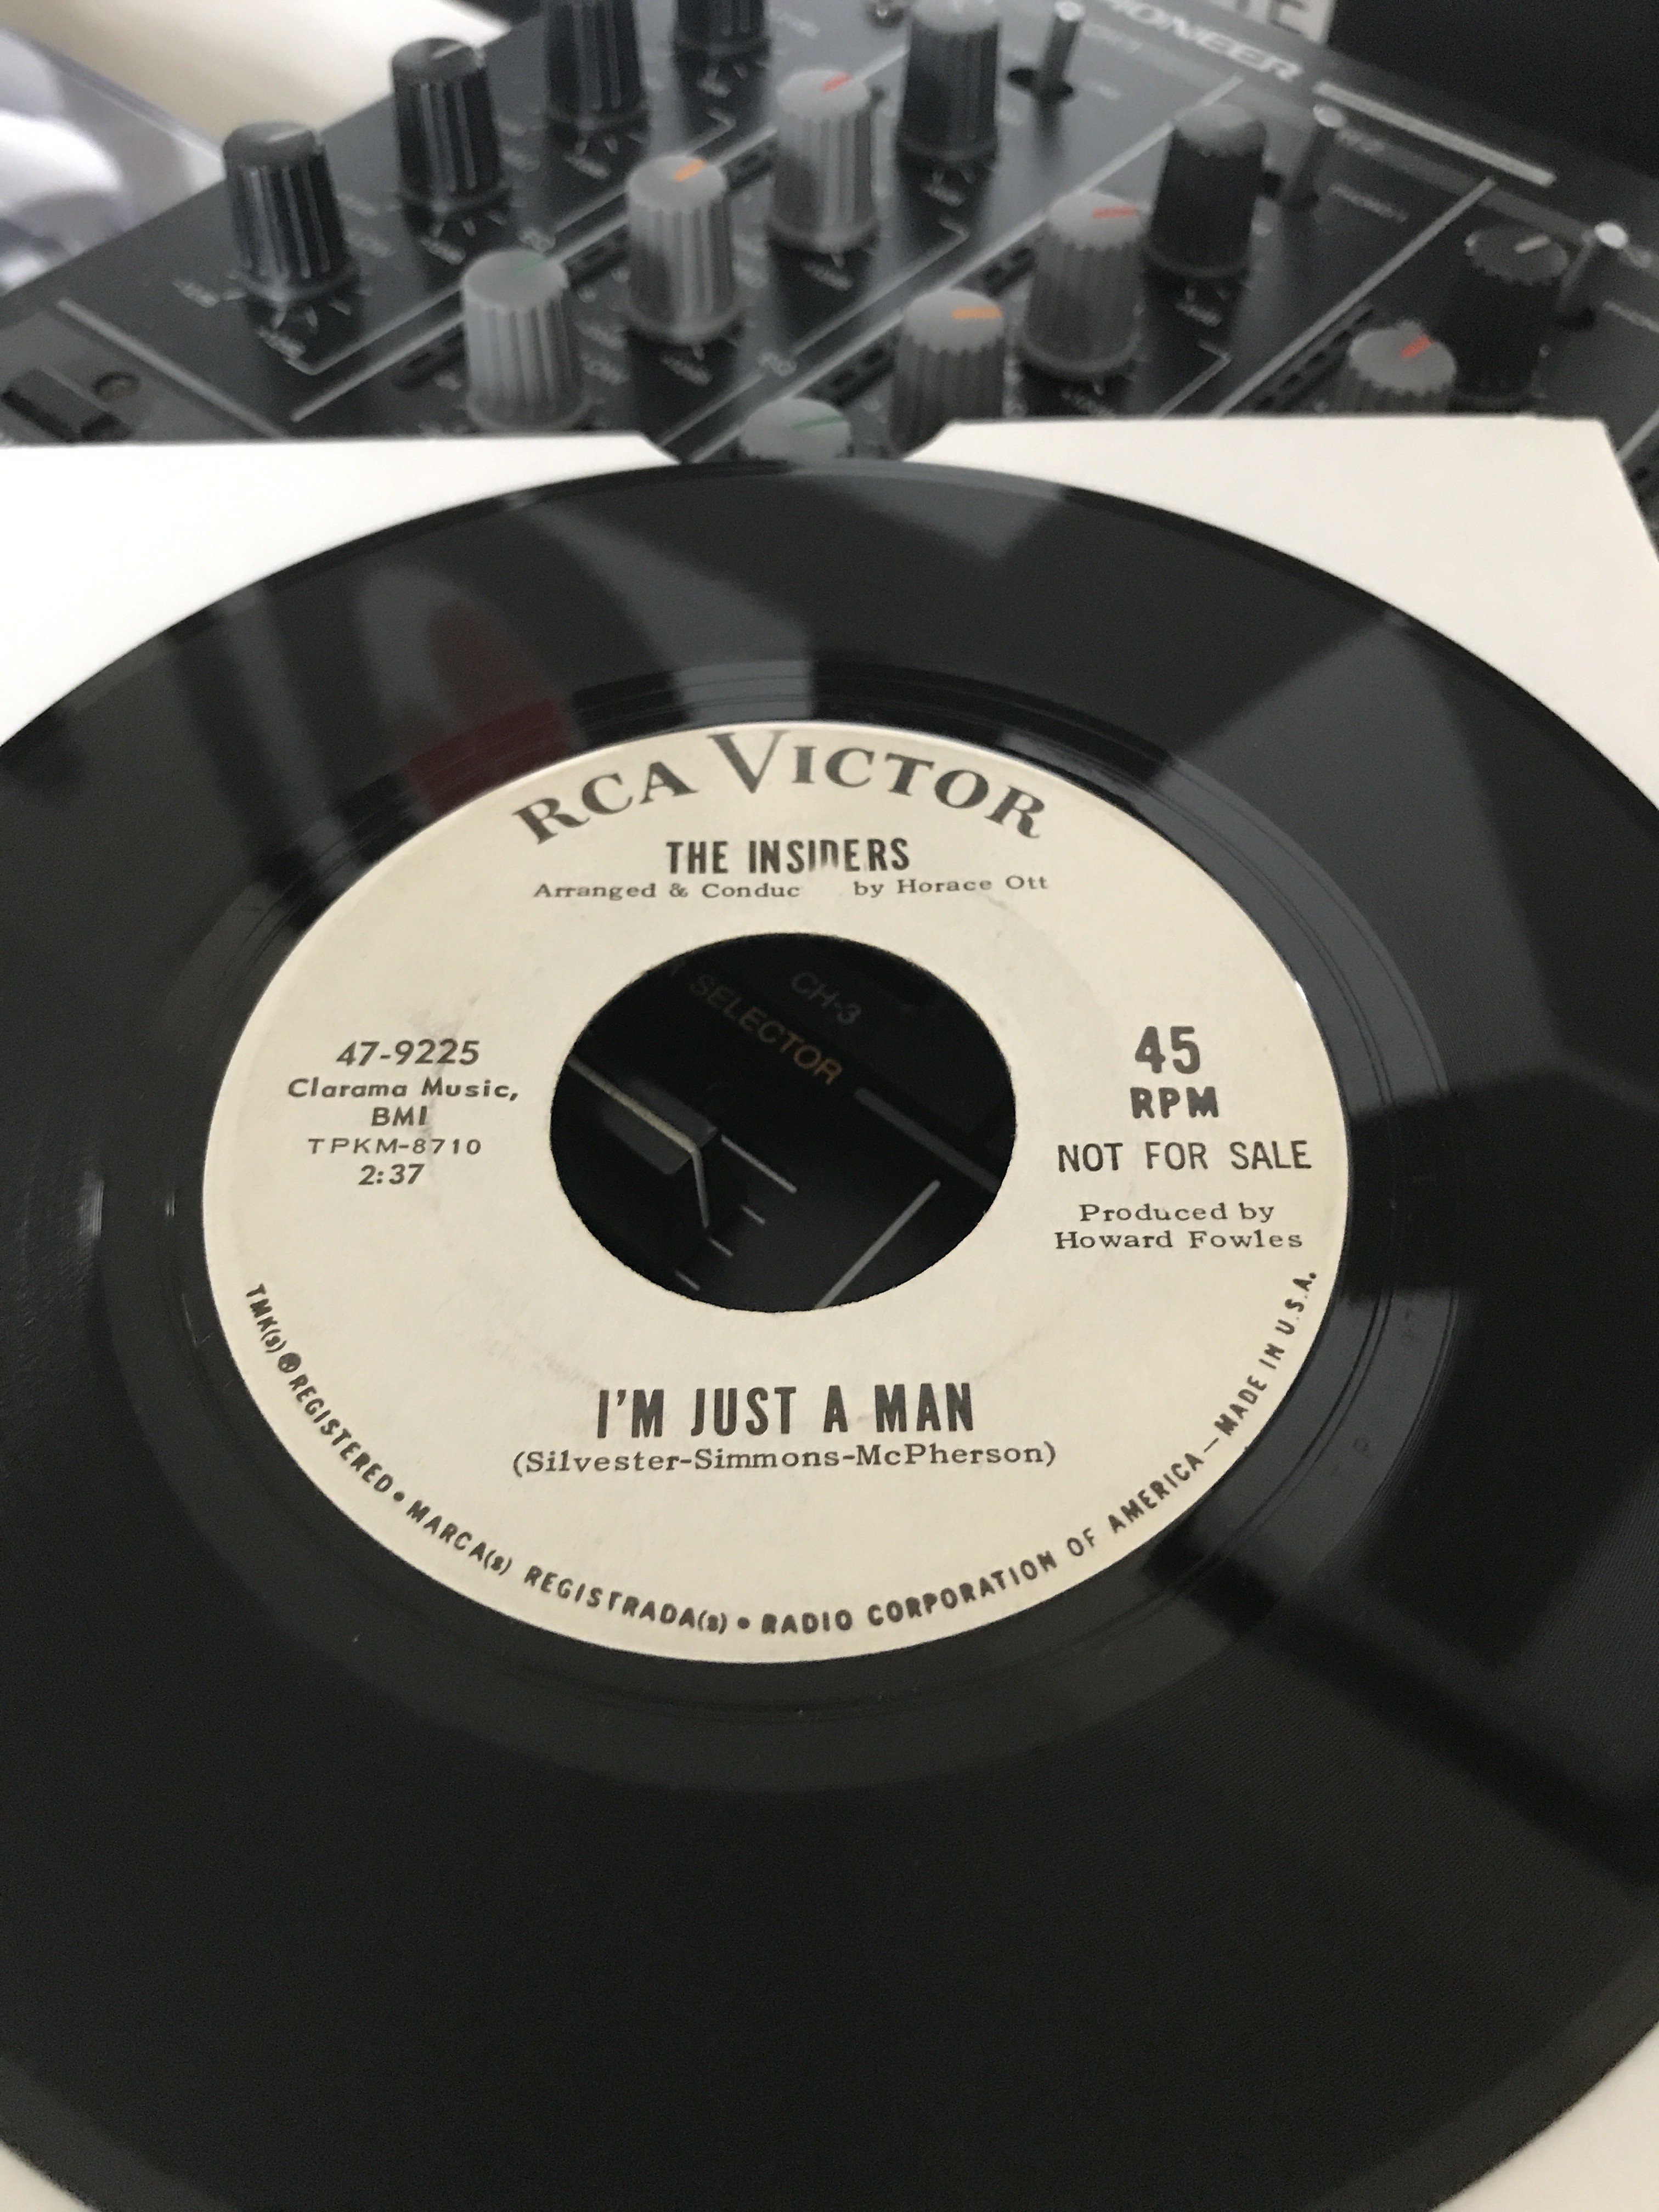 PIONEER
RCA VICTOR
THE INSIDERS
Arranged & Conduc by Horace Ott
CH-3
SELECTOR
47-9225
Clarama Music,
BMI
TPKM-8710
2:37
45
RPM
NOT FOR SALE
Produced by
Howard Fowles
I'M JUST A MAN
(Silvester-Simmons-McPherson)
TMK(s) ® REGISTERED • MARCA(s) REGISTRADA(s) • RADIO CORPORATION OF AMERICA — MADE IN U.S.A.